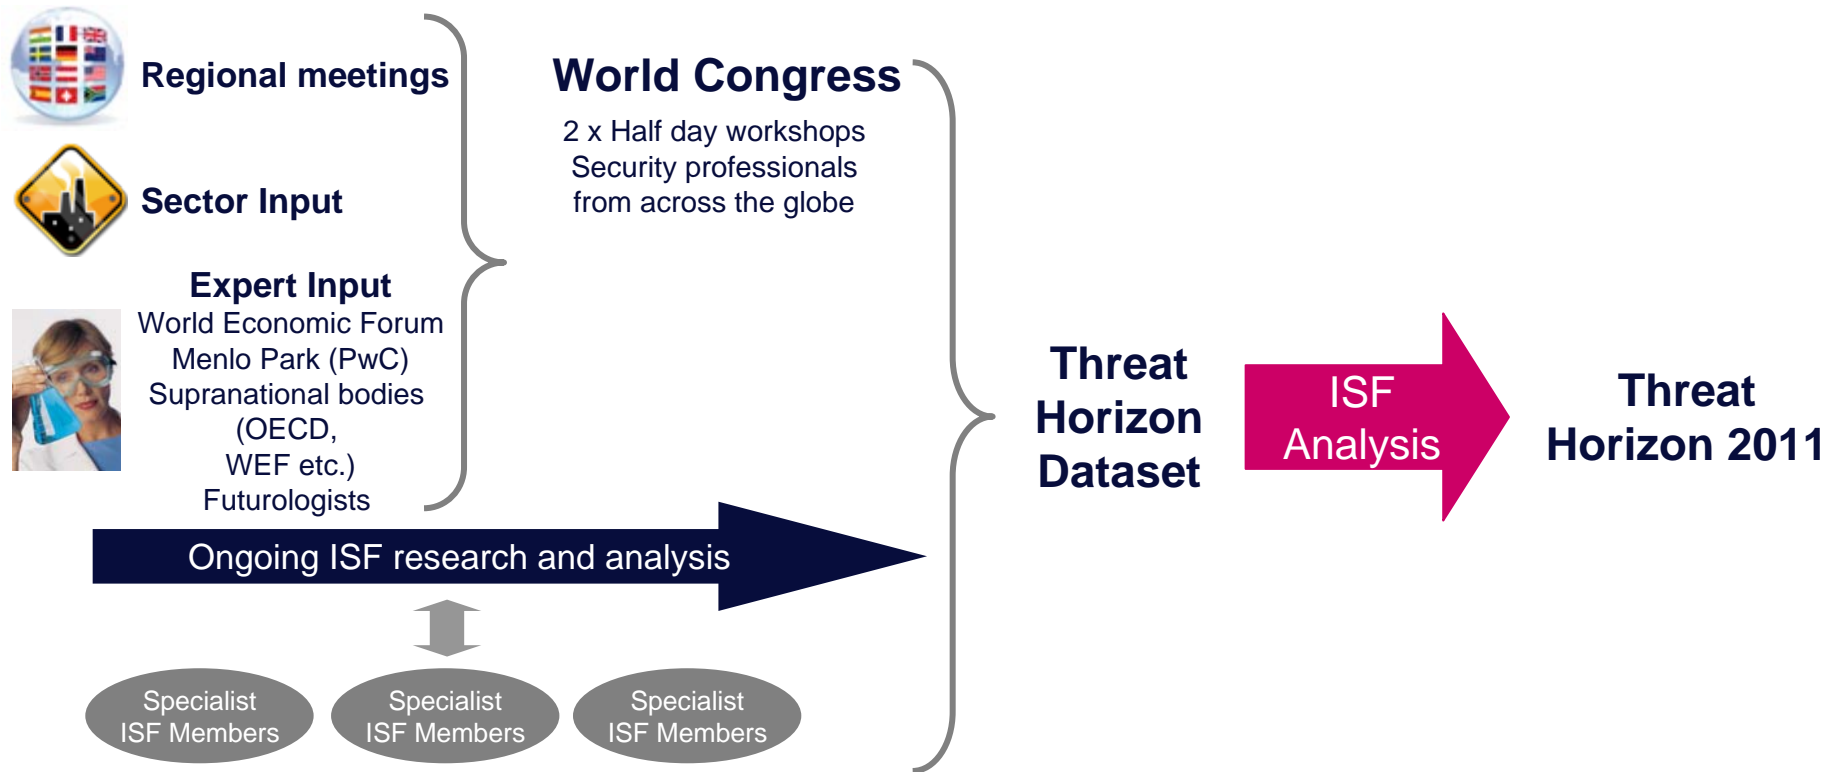 Regional meetings
Sector Input
Expert Input
World Economic Forum
Menlo Park (PwC)
Supranational bodies
(OECD,
WEF etc.)
Futurologists
World Congress
2 x Half day workshops
Security professionals
from across the globe
Ongoing ISF research and analysis
Specialist
ISF Members
Specialist
ISF Members
Specialist
ISF Members
Threat
Horizon
Dataset
ISF
Analysis
Threat
Horizon 2011